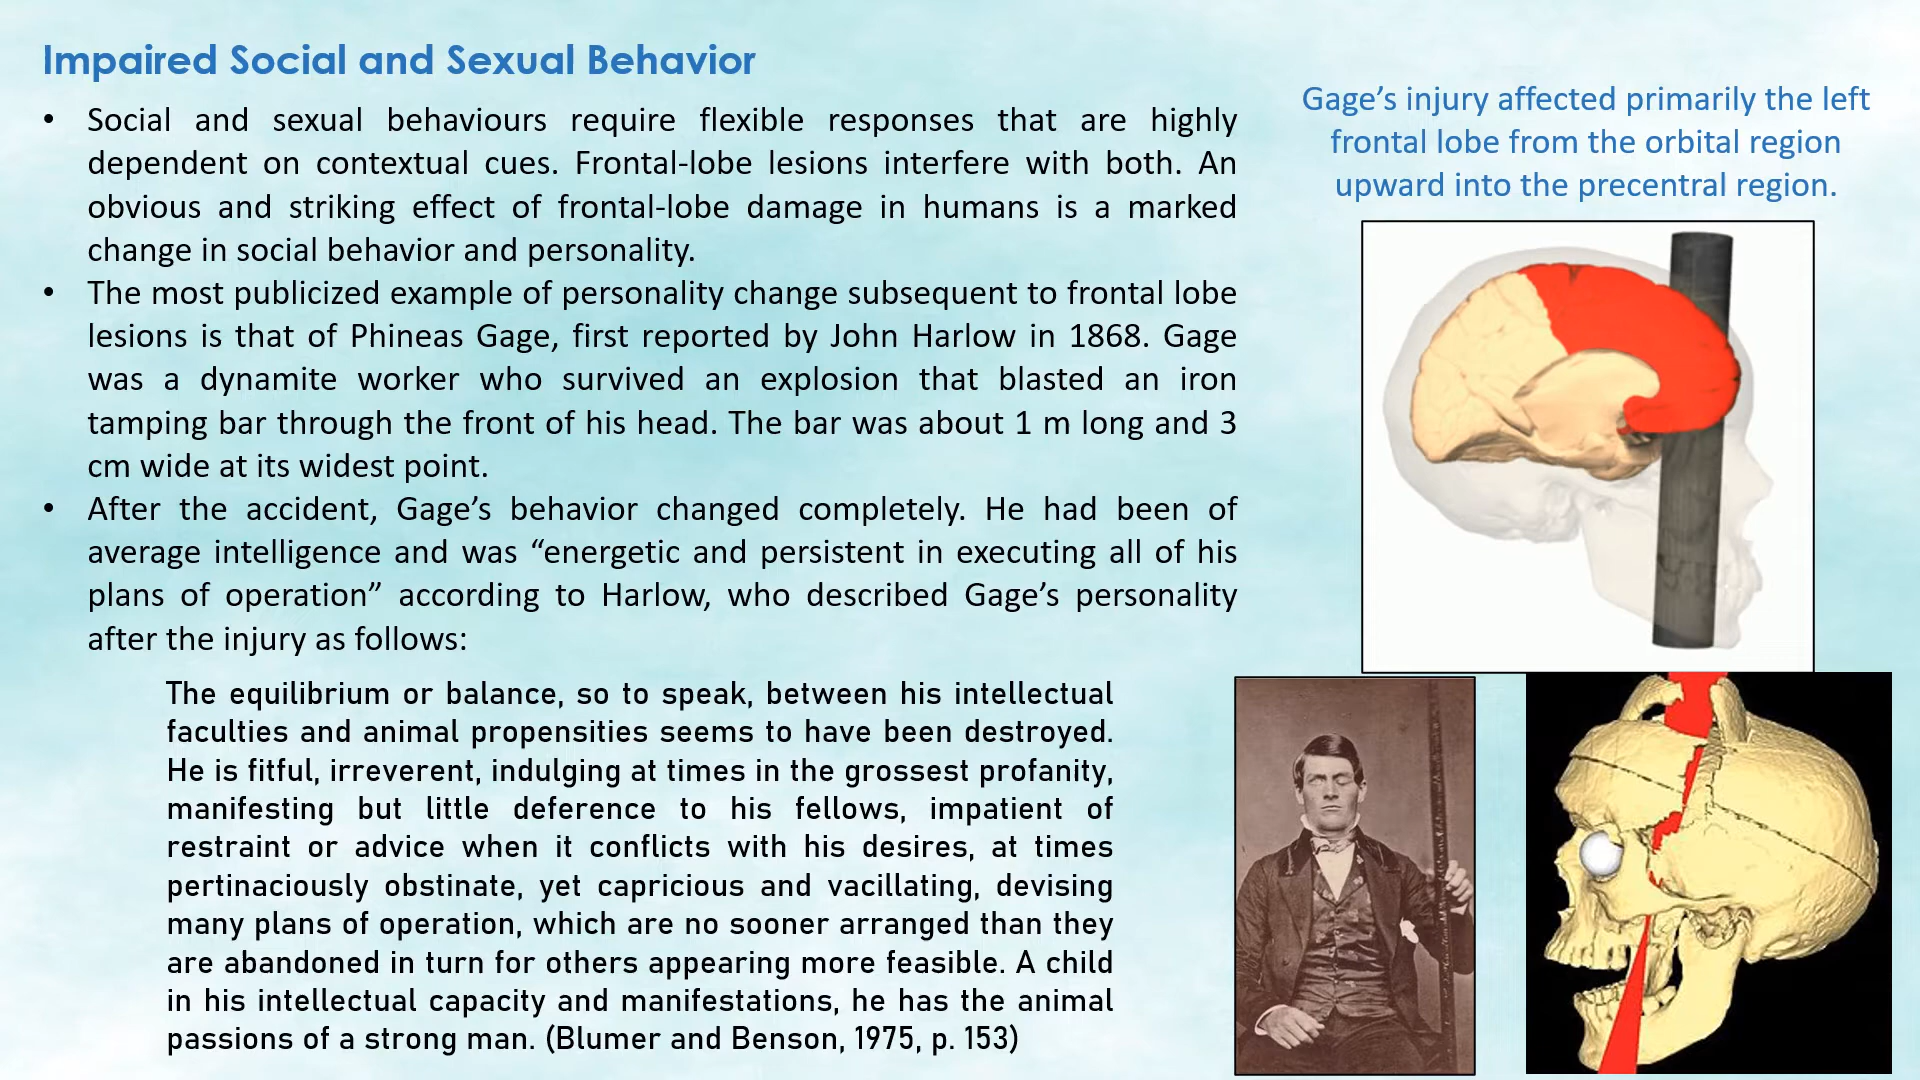 Impaired Social and Sexual Behavior
• Social and sexual behaviours require flexible responses that are highly
dependent on contextual cues. Frontal-lobe lesions interfere with both. An
obvious and striking effect of frontal-lobe damage in humans is a marked
change in social behavior and personality.
• The most publicized example of personality change subsequent to frontal lobe
lesions is that of Phineas Gage, first reported by John Harlow in 1868. Gage
was a dynamite worker who survived an explosion that blasted an iron
tamping bar through the front of his head. The bar was about 1 m long and 3
cm wide at its widest point.
• After the accident, Gage’s behavior changed completely. He had been of
average intelligence and was “energetic and persistent in executing all of his
plans of operation” according to Harlow, who described Gage’s personality
after the injury as follows:
The equilibrium or balance, so to speak, between his intellectual
faculties and animal propensities seems to have been destroyed.
He is fitful, irreverent, indulging at times in the grossest profanity,
manifesting but little deference to his fellows, impatient of
restraint or advice when it conflicts with his desires, at times
pertinaciously obstinate, yet capricious and vacillating, devising
many plans of operation, which are no sooner arranged than they
are abandoned in turn for others appearing more feasible. A child
in his intellectual capacity and manifestations, he has the animal
passions of a strong man. (Blumer and Benson, 1975, p. 153)
Gage’s injury affected primarily the left
frontal lobe from the orbital region
upward into the precentral region.